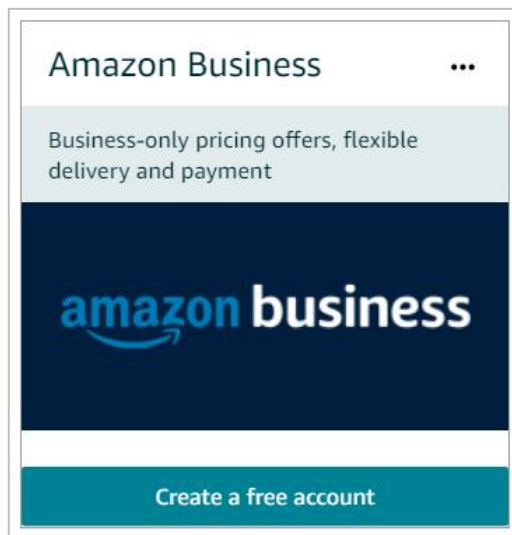 Amazon Business
Business-only pricing offers, flexible
delivery and payment
amazon business
Create a free account